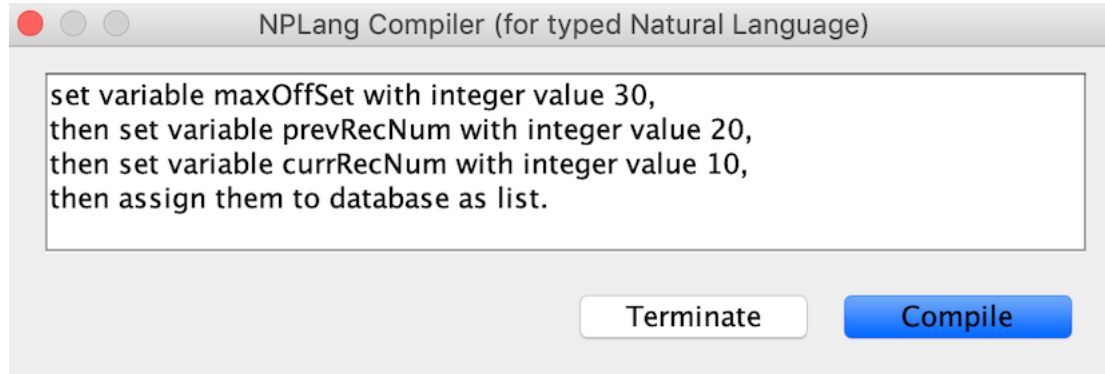 NPLang Compiler (for typed Natural Language)
set variable maxOffSet with integer value 30,
then set variable prevRecNum with integer value 20,
then set variable currRecNum with integer value 10,
then assign them to database as list.
Terminate Compile